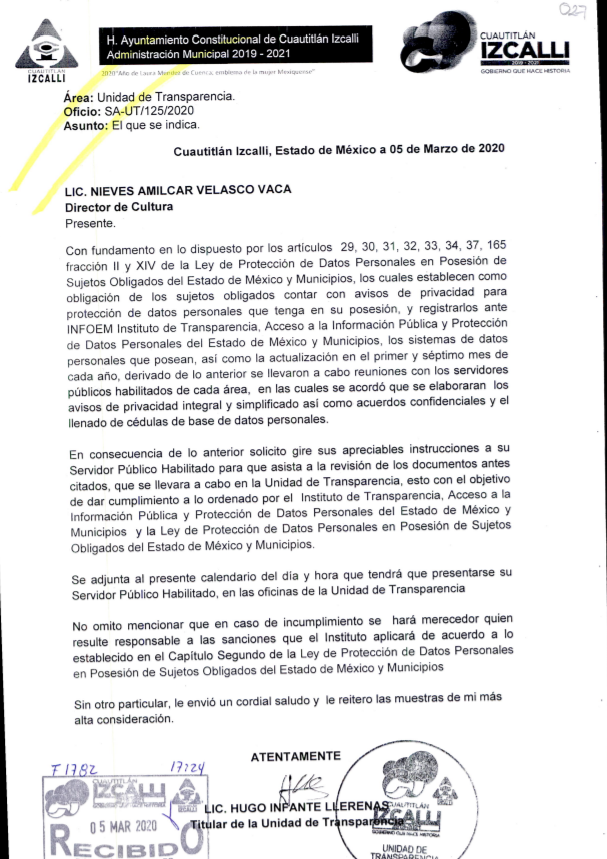 027
CUAUTITLÁN
IZCALLI
H. Ayuntamiento Constitucional de Cuautitlán Izcalli
Administración Municipal 2019 - 2021
2020"Año de Laura Méndez de Cuenca, emblema de la mujer Mexiquense"
CUAUTITLÁN
IZCALLI
2019 - 2021
GOBIERNO QUE HACE HISTORIA
Área: Unidad de Transparencia.
Oficio: SA-UT/125/2020
Asunto: El que se indica.
Cuautitlán Izcalli, Estado de México a 05 de Marzo de 2020
LIC. NIEVES AMILCAR VELASCO VACA
Director de Cultura
Presente.
Con fundamento en lo dispuesto por los artículos 29, 30, 31, 32, 33, 34, 37, 165
fracción II y XIV de la Ley de Protección de Datos Personales en Posesión de
Sujetos Obligados del Estado de México y Municipios, los cuales establecen como
obligación de los sujetos obligados contar con avisos de privacidad para
protección de datos personales que tenga en su posesión, y registrarlos ante
INFOEM Instituto de Transparencia, Acceso a la Información Pública y Protección
de Datos Personales del Estado de México y Municipios, los sistemas de datos
personales que posean, así como la actualización en el primer y séptimo mes de
cada año, derivado de lo anterior se llevaron a cabo reuniones con los servidores
públicos habilitados de cada área, en las cuales se acordó que se elaboraran los
avisos de privacidad integral y simplificado así como acuerdos confidenciales y el
llenado de cédulas de base de datos personales.
En consecuencia de lo anterior solicito gire sus apreciables instrucciones a su
Servidor Público Habilitado para que asista a la revisión de los documentos antes
citados, que se llevara a cabo en la Unidad de Transparencia, esto con el objetivo
de dar cumplimiento a lo ordenado por el Instituto de Transparencia, Acceso a la
Información Pública y Protección de Datos Personales del Estado de México y
Municipios y la Ley de Protección de Datos Personales en Posesión de Sujetos
Obligados del Estado de México y Municipios.
Se adjunta al presente calendario del día y hora que tendrá que presentarse su
Servidor Público Habilitado, en las oficinas de la Unidad de Transparencia
No omito mencionar que en caso de incumplimiento se hará merecedor quien
resulte responsable a las sanciones que el Instituto aplicará de acuerdo a lo
establecido en el Capítulo Segundo de la Ley de Protección de Datos Personales
en Posesión de Sujetos Obligados del Estado de México y Municipios
Sin otro particular, le envió un cordial saludo y le reitero las muestras de mi más
alta consideración.
ATENTAMENTE
F1782 17:24
CUAUTITLÁN
IZCALLI
IZCALLI
05 MAR 2020
RECIBIDO
LIC. HUGO INFANTE LLERENAS
Titular de la Unidad de Transparencia
CUAUTITLÁN
IZCALLI
GOBIERNO QUE HACE HISTORIA
UNIDAD DE
TRANSPARENCIA